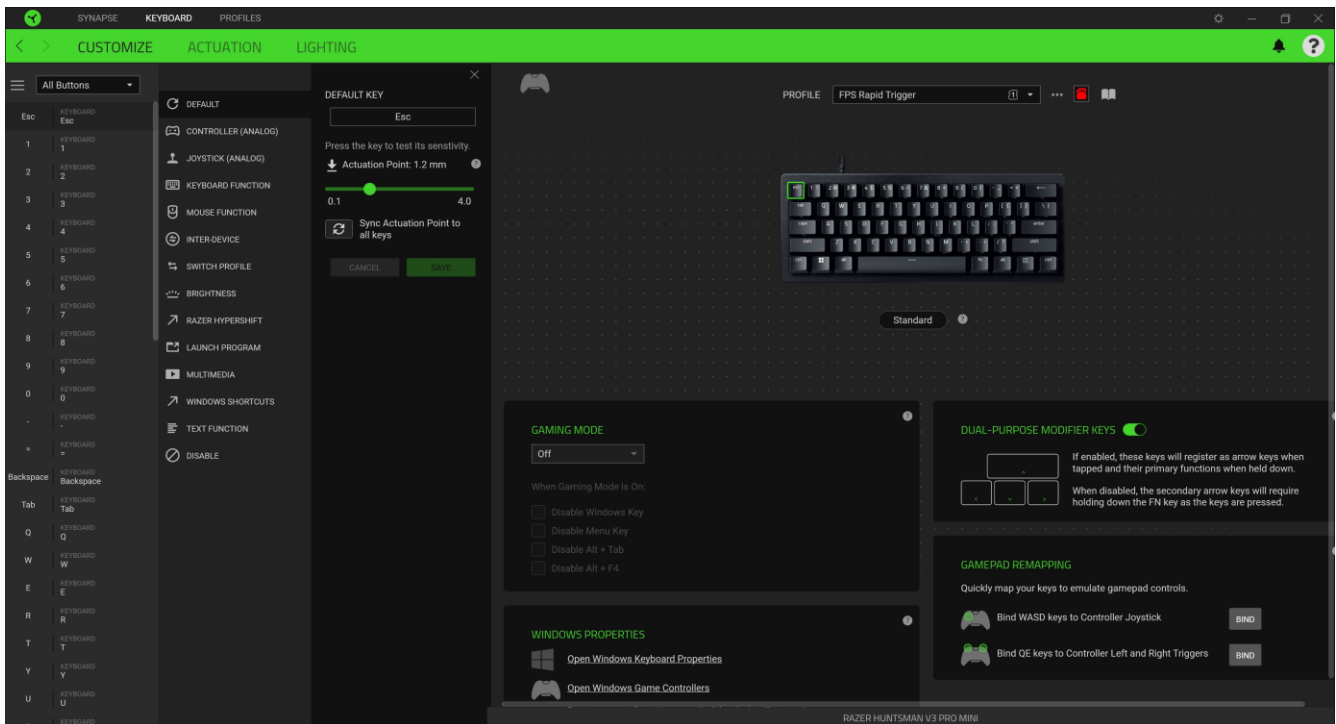 SYNAPSE KEYBOARD PROFILES
CUSTOMIZE ACTUATION LIGHTING
All Buttons
Esc KEYBOARD Esc
1 KEYBOARD 1
2 KEYBOARD 2
3 KEYBOARD 3
4 KEYBOARD 4
5 KEYBOARD 5
6 KEYBOARD 6
7 KEYBOARD 7
8 KEYBOARD 8
9 KEYBOARD 9
0 KEYBOARD 0
- KEYBOARD -
= KEYBOARD =
Backspace KEYBOARD Backspace
Tab KEYBOARD Tab
Q KEYBOARD Q
W KEYBOARD W
E KEYBOARD E
R KEYBOARD R
T KEYBOARD T
Y KEYBOARD Y
U KEYBOARD U
KEYBOARD
DEFAULT
CONTROLLER (ANALOG)
JOYSTICK (ANALOG)
KEYBOARD FUNCTION
MOUSE FUNCTION
INTER-DEVICE
SWITCH PROFILE
BRIGHTNESS
RAZER HYPERSHIFT
LAUNCH PROGRAM
MULTIMEDIA
WINDOWS SHORTCUTS
TEXT FUNCTION
DISABLE
DEFAULT KEY
Esc
Press the key to test its senstivity.
Actuation Point: 1.2 mm
0.1 4.0
Sync Actuation Point to
all keys
CANCEL SAVE
PROFILE FPS Rapid Trigger 1
Standard
GAMING MODE
Off
When Gaming Mode is On:
Disable Windows Key
Disable Menu Key
Disable Alt + Tab
Disable Alt + F4
WINDOWS PROPERTIES
Open Windows Keyboard Properties
Open Windows Game Controllers
DUAL-PURPOSE MODIFIER KEYS
If enabled, these keys will register as arrow keys when
tapped and their primary functions when held down.
When disabled, the secondary arrow keys will require
holding down the FN key as the keys are pressed.
GAMEPAD REMAPPING
Quickly map your keys to emulate gamepad controls.
Bind WASD keys to Controller Joystick BIND
Bind QE keys to Controller Left and Right Triggers BIND
RAZER HUNTSMAN V3 PRO MINI